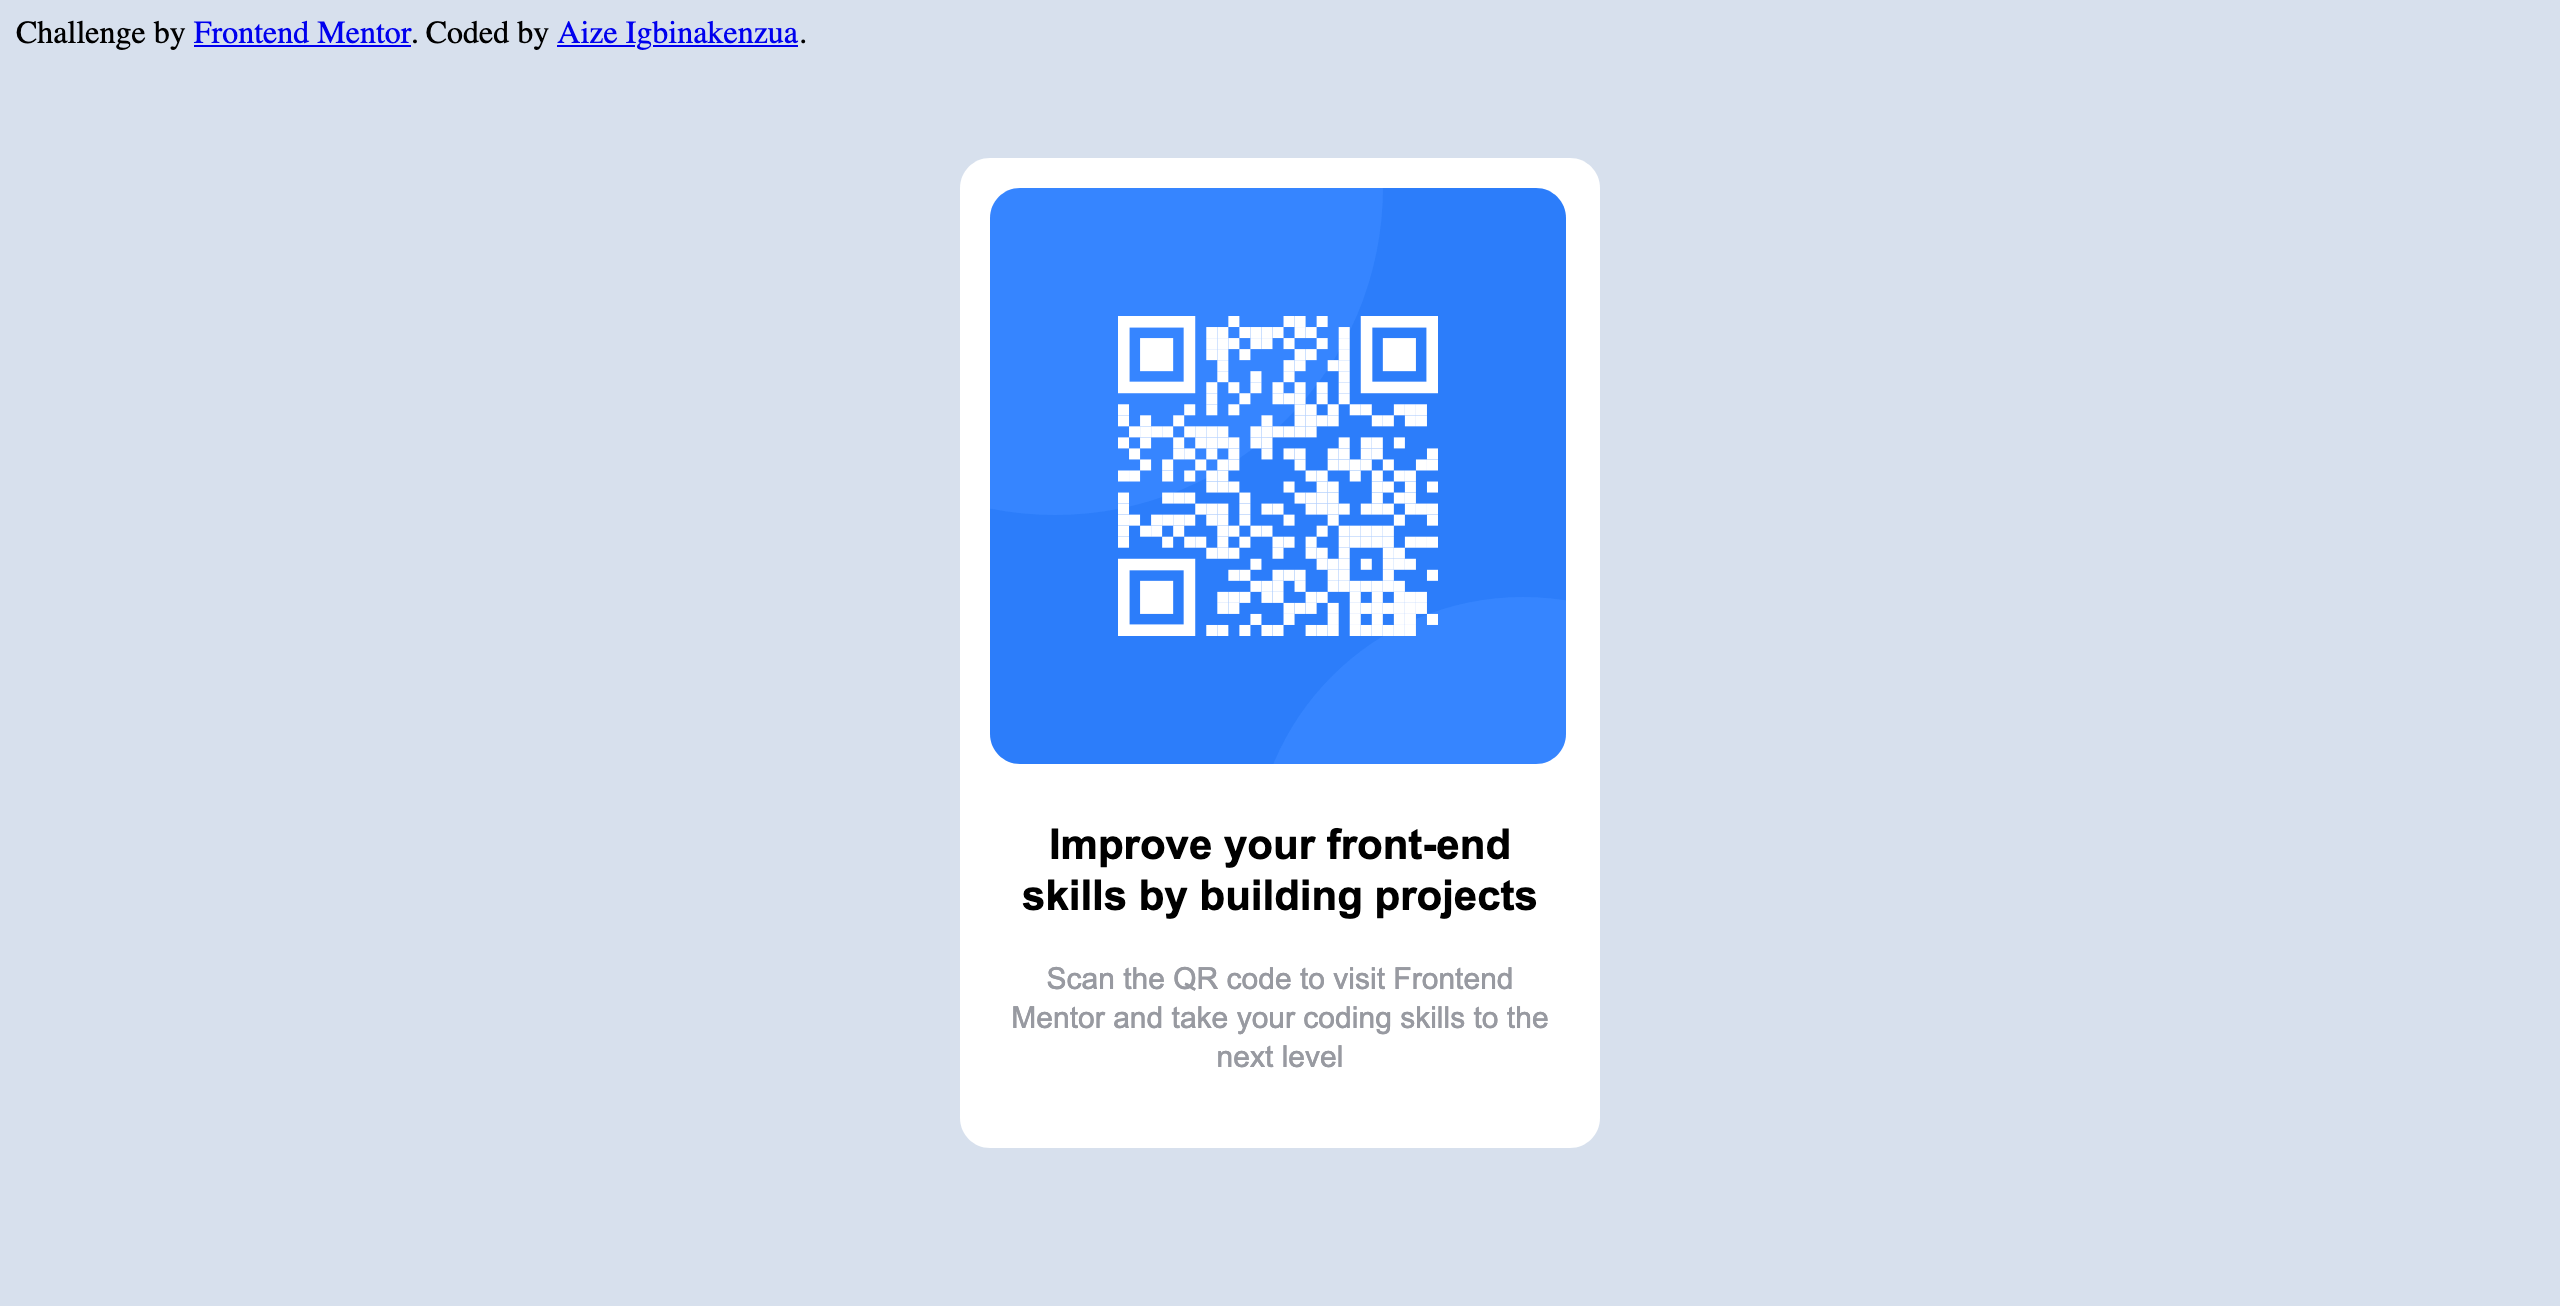 Challenge by Frontend Mentor. Coded by Aize Igbinakenzua.
Improve your front-end
skills by building projects
Scan the QR code to visit Frontend
Mentor and take your coding skills to the
next level